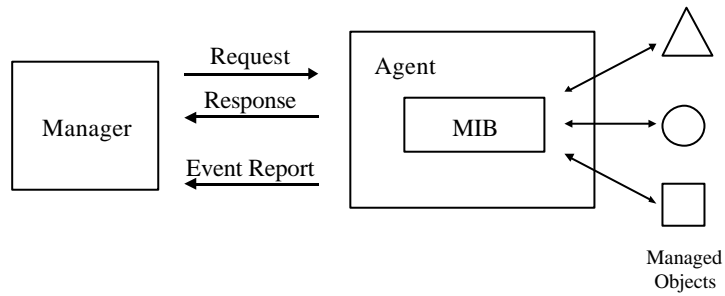 Request
Agent
Response
Manager
MIB
Event Report
Managed
Objects